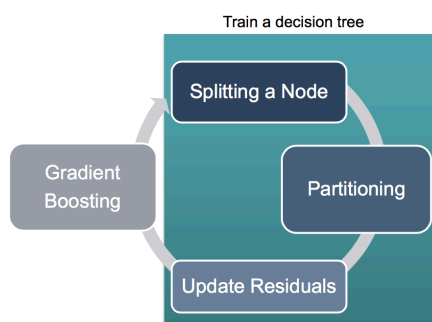 Train a decision tree
Splitting a Node
Gradient
Boosting
Partitioning
Update Residuals